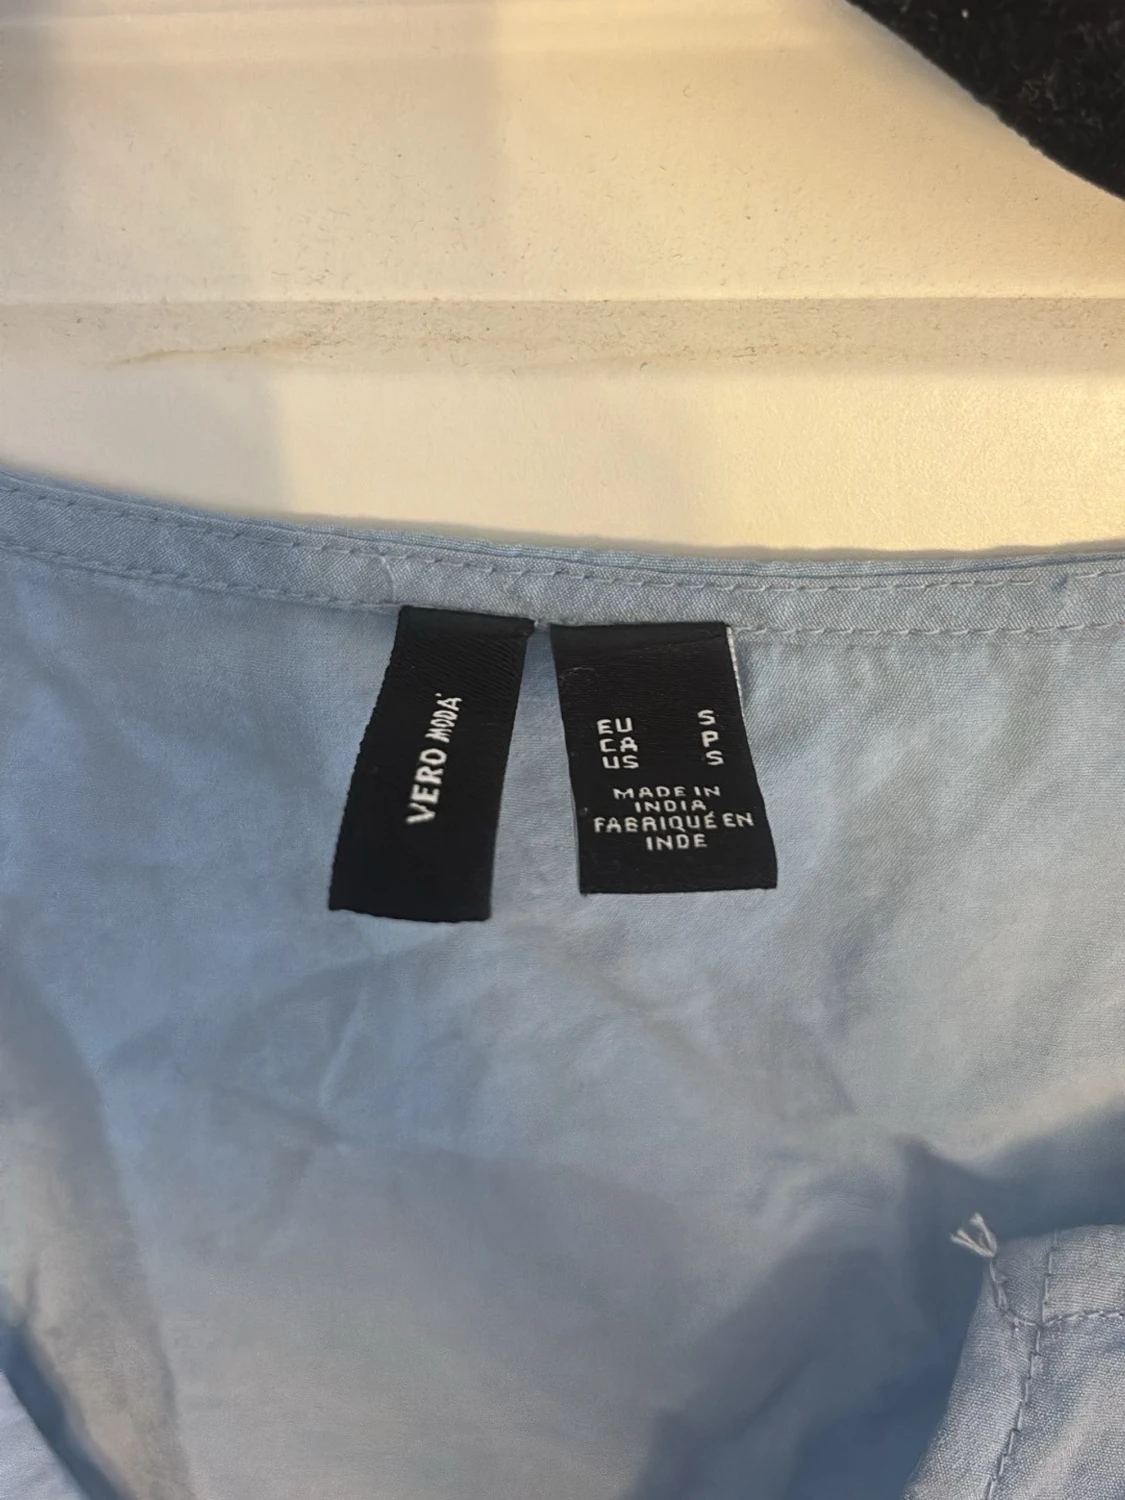 VERO MODA
EU S
CA P
US S
MADE IN
INDIA
FABRIQUÉ EN
INDE